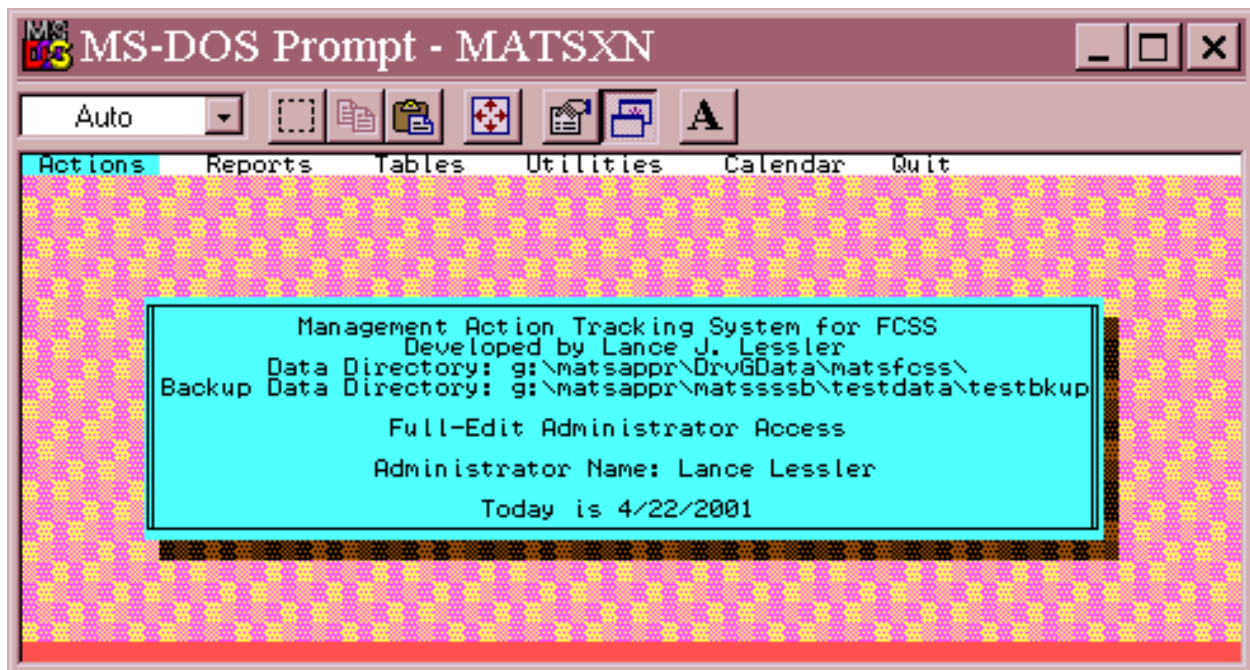 MS-DOS Prompt - MATSXN
Auto
A
Actions Reports Tables Utilities Calendar Quit
Management Action Tracking System for FCSS
Developed by Lance J. Lessler
Data Directory: g:\matsappr\DrvGData\matsfcss\
Backup Data Directory: g:\matsappr\matssssb\testdata\testbkup
Full-Edit Administrator Access
Administrator Name: Lance Lessler
Today is 4/22/2001